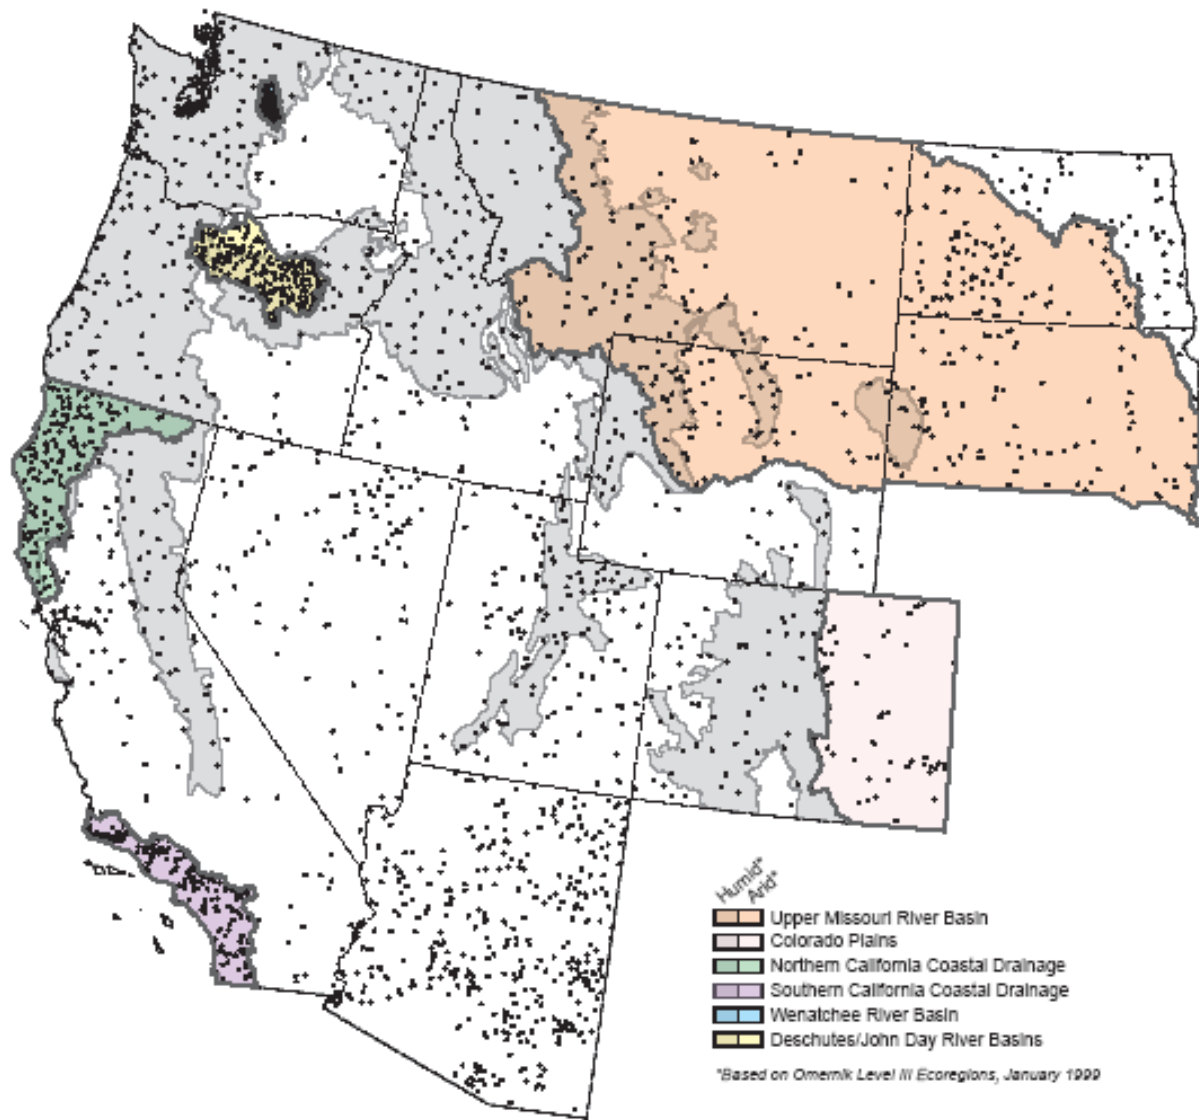 Humid*
Arid*
Upper Missouri River Basin
Colorado Plains
Northern California Coastal Drainage
Southern California Coastal Drainage
Wenatchee River Basin
Deschutes/John Day River Basins
*Based on Omernik Level III Ecoregions, January 1999